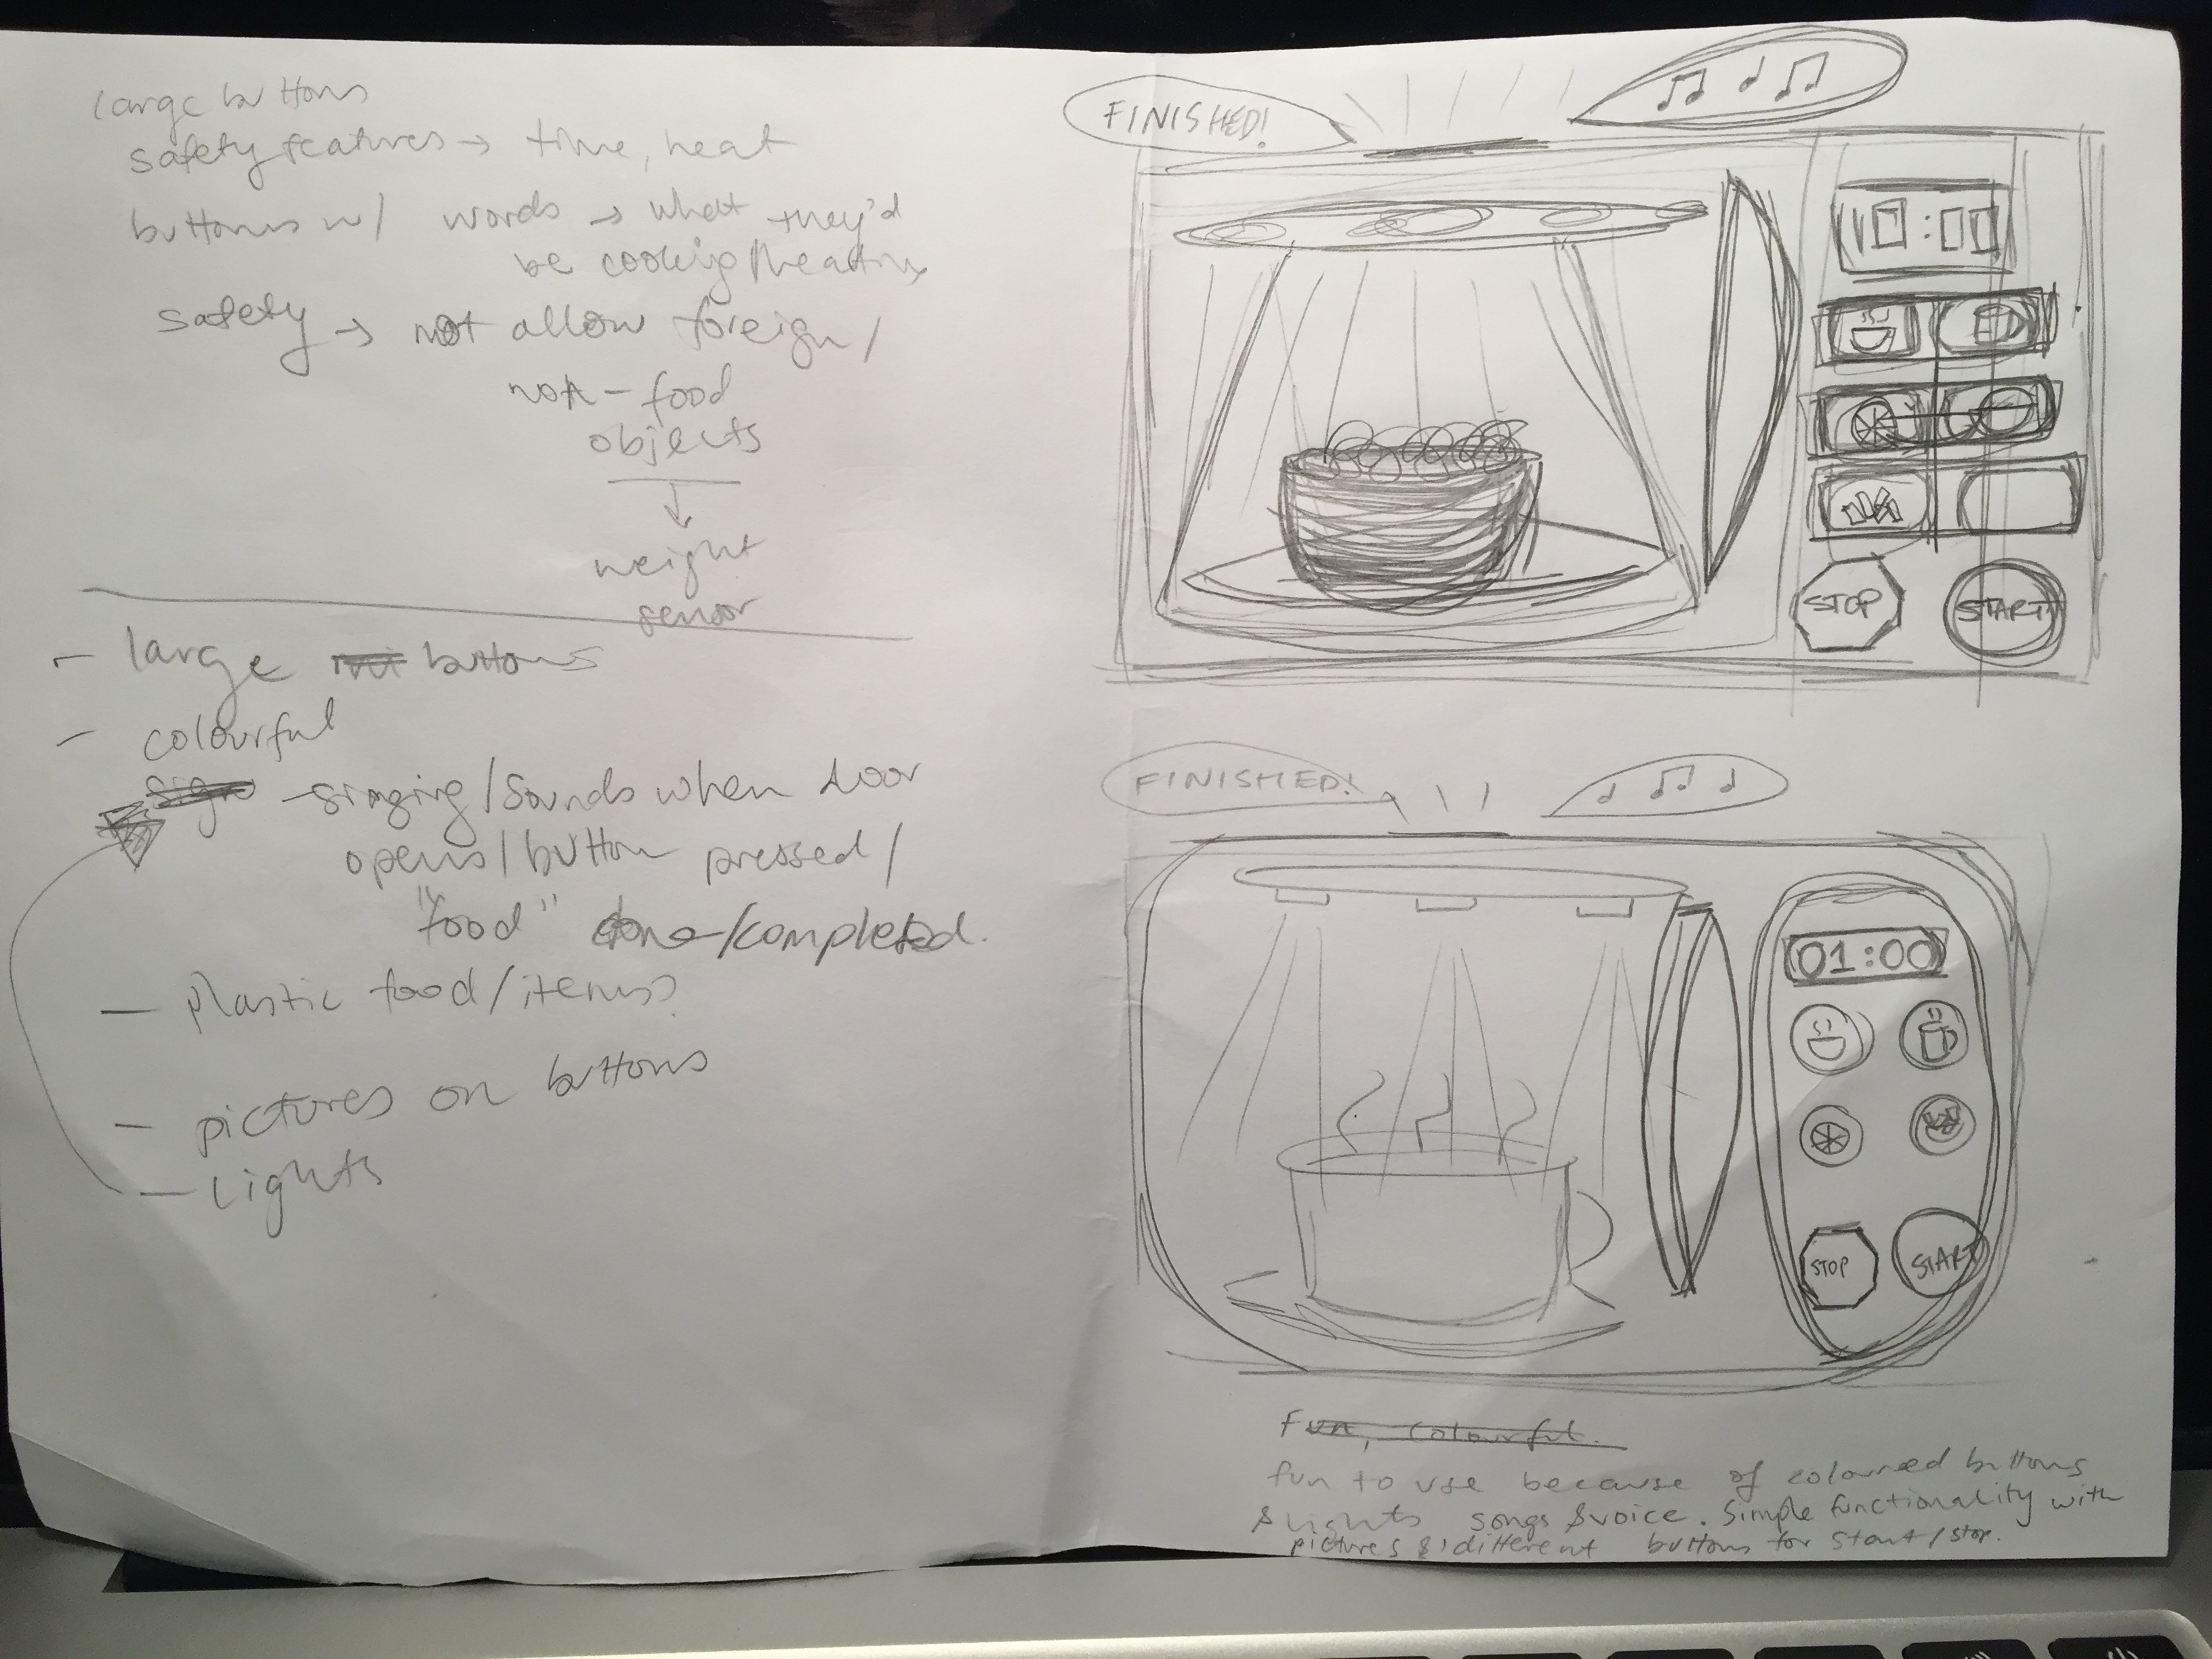 large buttons
safety features → time, heat
buttons w/ words → what they'd
be cooking/heating
safety → not allow foreign/
non-food
objects
↓
weight
sensor
- large buttons
- colourful
sign - singing/sounds when door
opens/button pressed/
"food" done/completed.
- plastic food/items?
- pictures on buttons
- Lights
FINISHED!
10:00
STOP
START
FINISHED!
01:00
STOP
START
Fun, colourful.
fun to use because of coloured buttons
& lights songs & voice. Simple functionality with
pictures & different buttons for start/stop.